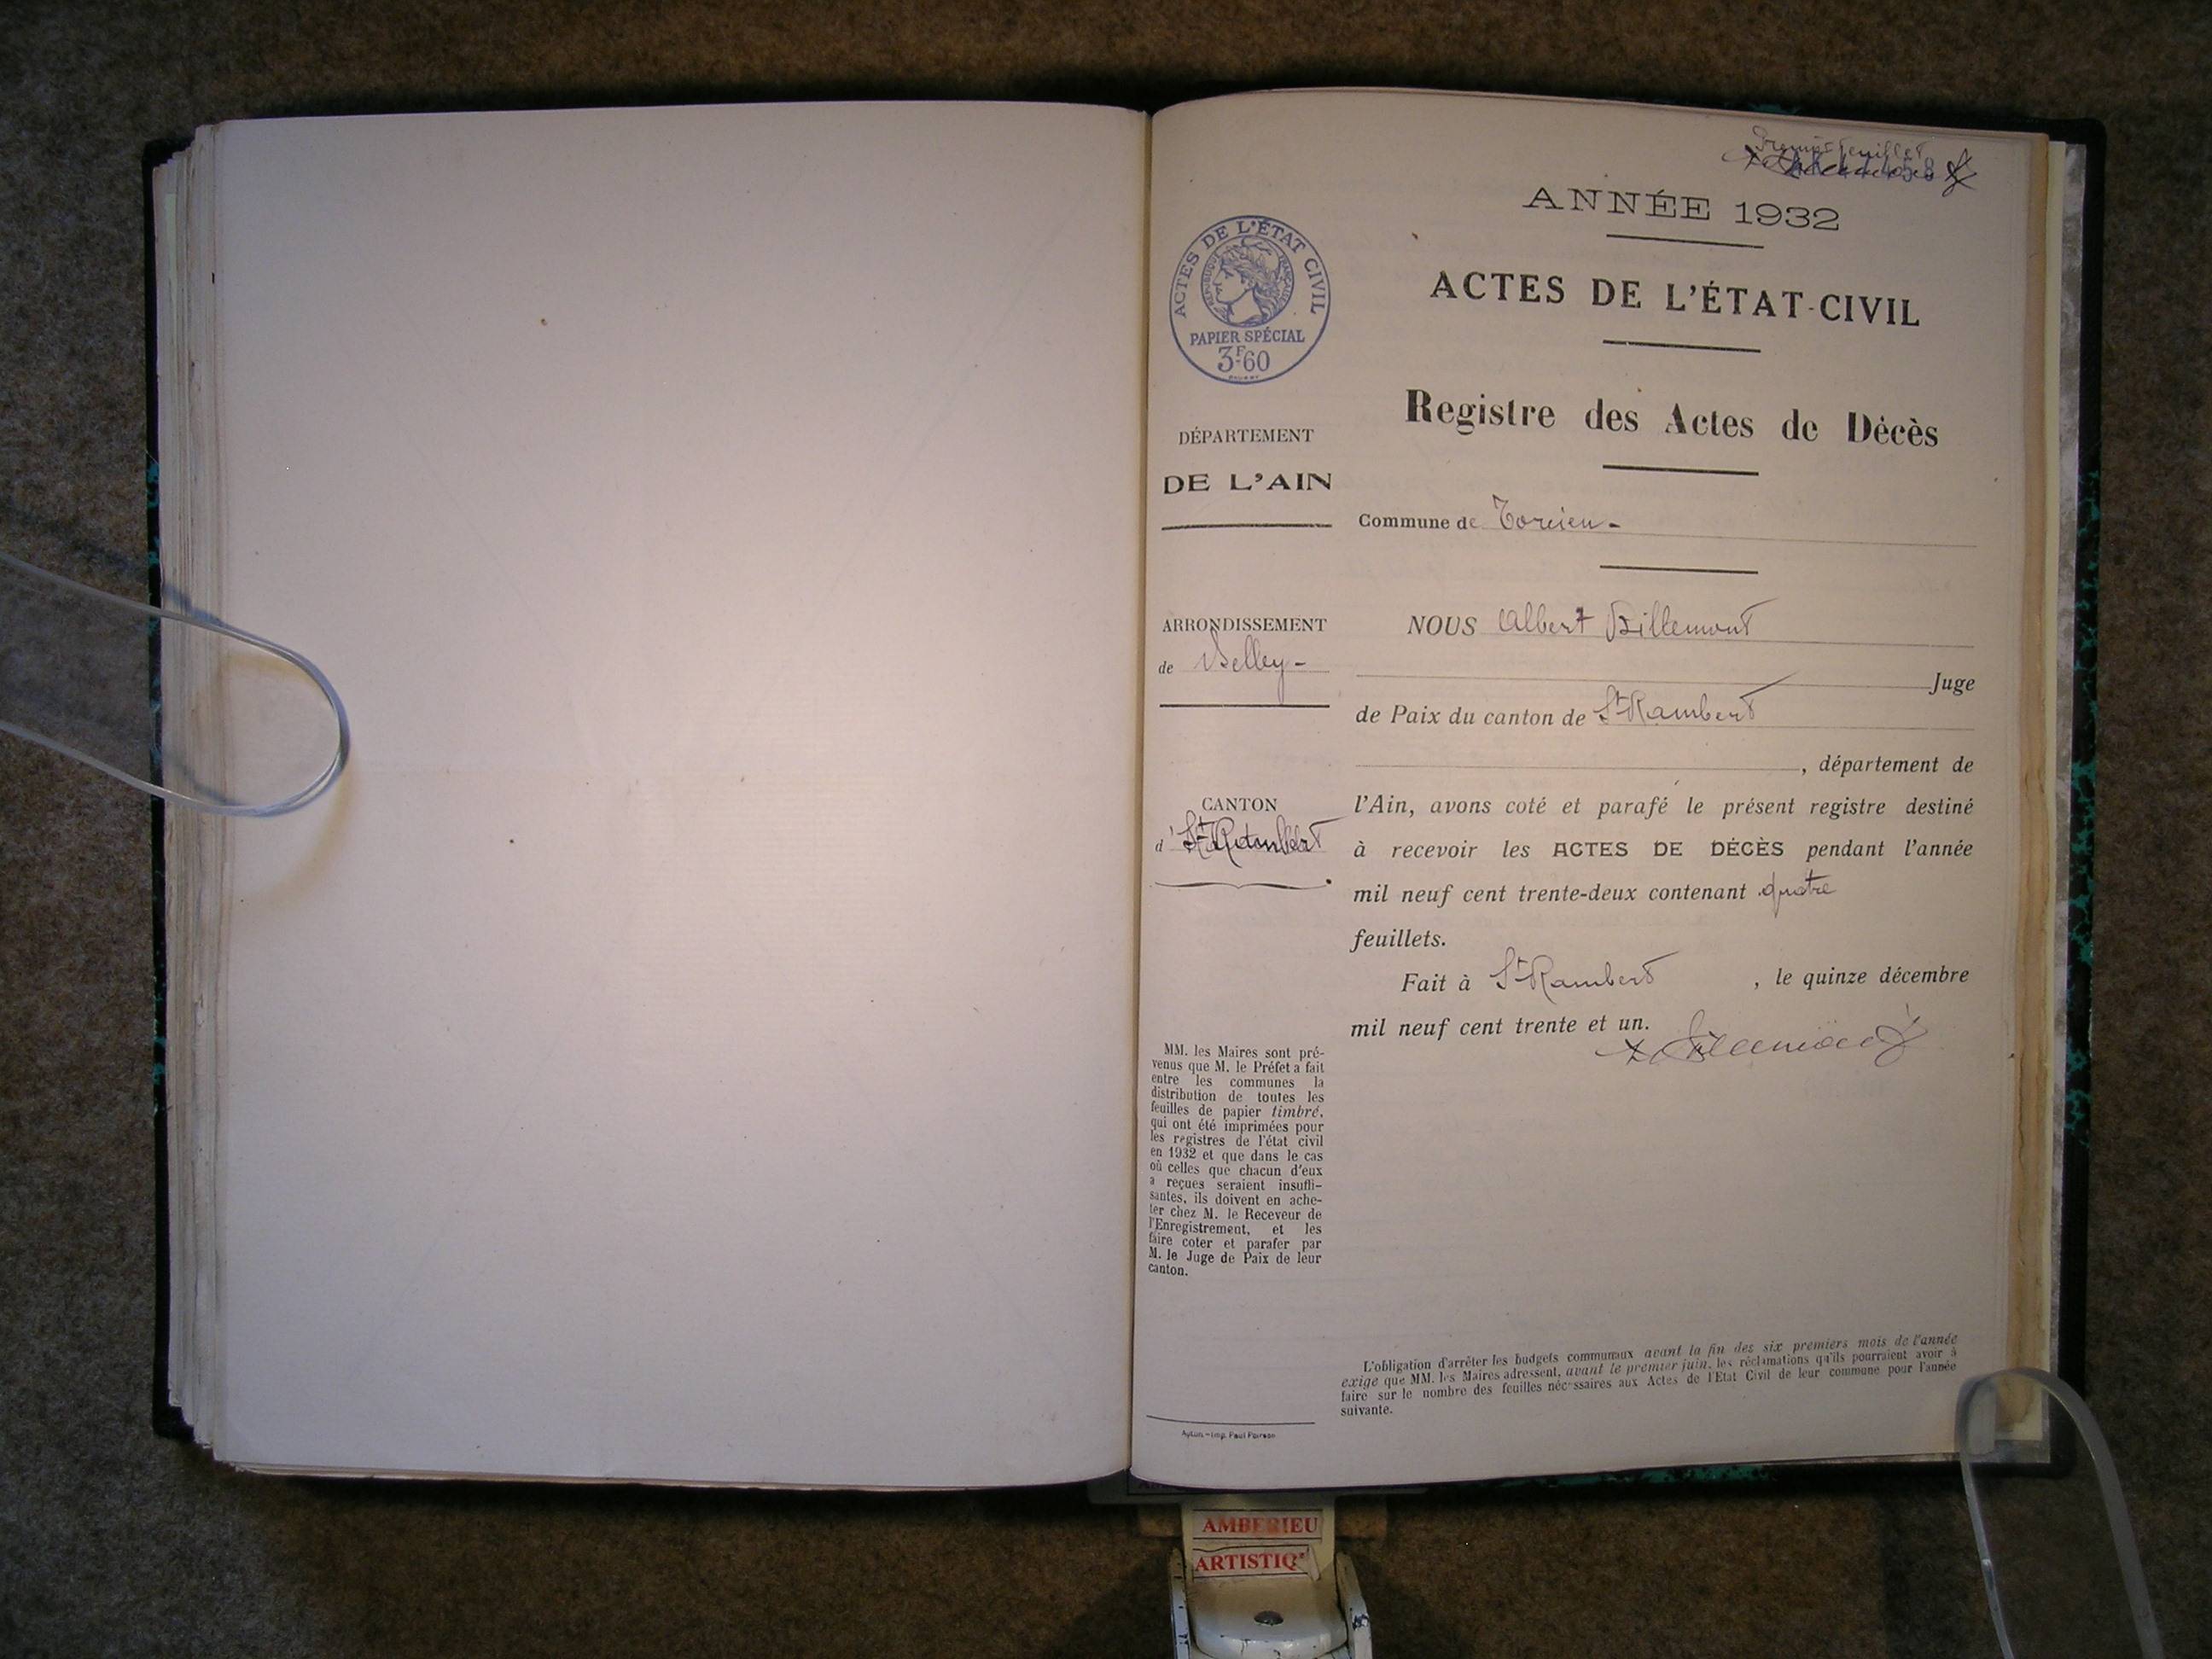 Premier feuillet
ANNÉE 1932
ACTES DE L'ÉTAT CIVIL
RÉPUBLIQUE FRANÇAISE
PAPIER SPÉCIAL
3F60
ACTES DE L'ÉTAT-CIVIL
Registre des Actes de Décès
DÉPARTEMENT
DE L'AIN
Commune de Torcieu -
ARRONDISSEMENT
de Belley -
CANTON
d' St Rambert
NOUS Albert Billemont
Juge
de Paix du canton de St Rambert
, département de
l'Ain, avons coté et parafé le présent registre destiné
à recevoir les ACTES DE DÉCÈS pendant l'année
mil neuf cent trente-deux contenant quatre
feuillets.
Fait à St Rambert , le quinze décembre
mil neuf cent trente et un.
MM. les Maires sont pré-
venus que M. le Préfet a fait
entre les communes la
distribution de toutes les
feuilles de papier timbré,
qui ont été imprimées pour
les registres de l'état civil
en 1932 et que dans le cas
où celles que chacun d'eux
a reçues seraient insuffi-
santes, ils doivent en ache-
ter chez M. le Receveur de
l'Enregistrement, et les
faire coter et parafer par
M. le Juge de Paix de leur
canton.
L'obligation d'arrêter les budgets communaux avant la fin des six premiers mois de l'année
exige que MM. les Maires adressent, avant le premier juin, les réclamations qu'ils pourraient avoir à
faire sur le nombre des feuilles nécessaires aux Actes de l'Etat Civil de leur commune pour l'année
suivante.
Imp. Paul
AMBERIEU
ARTISTIQ